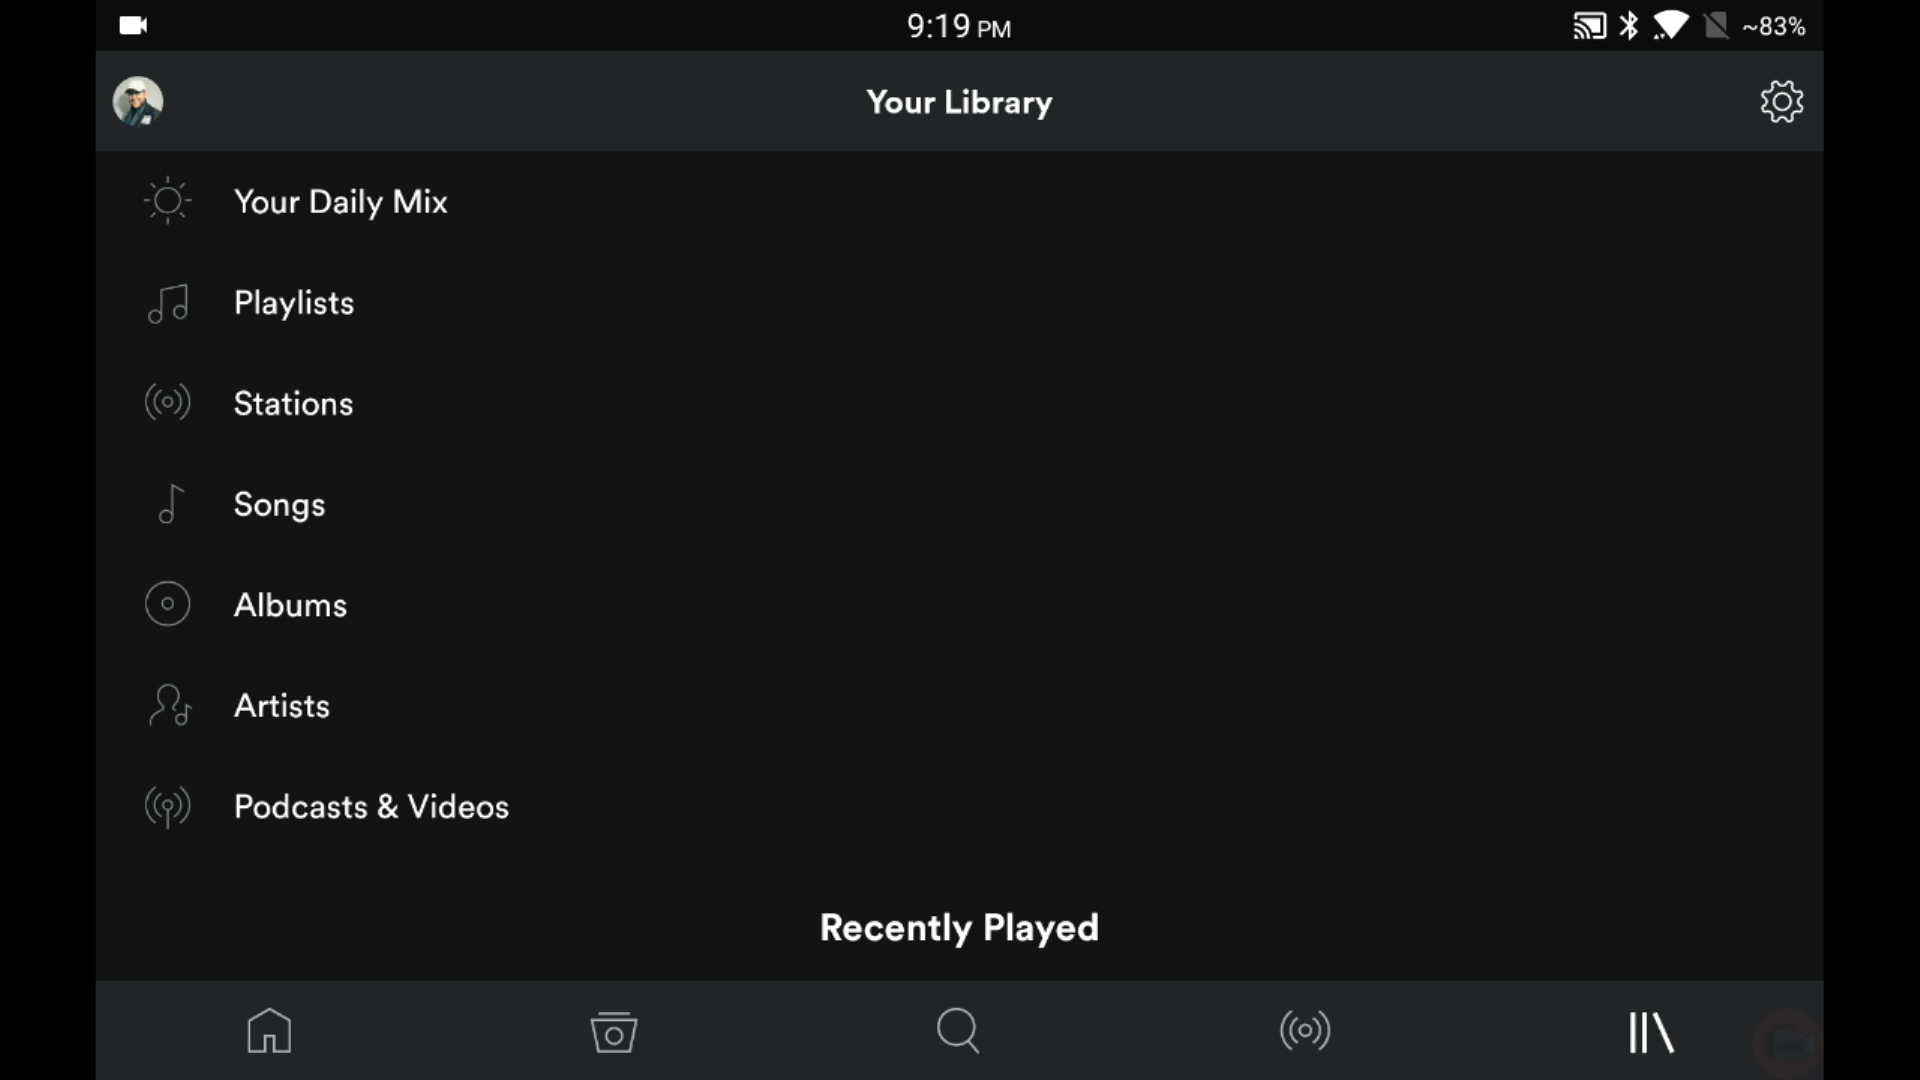 9:19 PM
~83%
Your Library
Your Daily Mix
Playlists
Stations
Songs
Albums
Artists
Podcasts & Videos
Recently Played